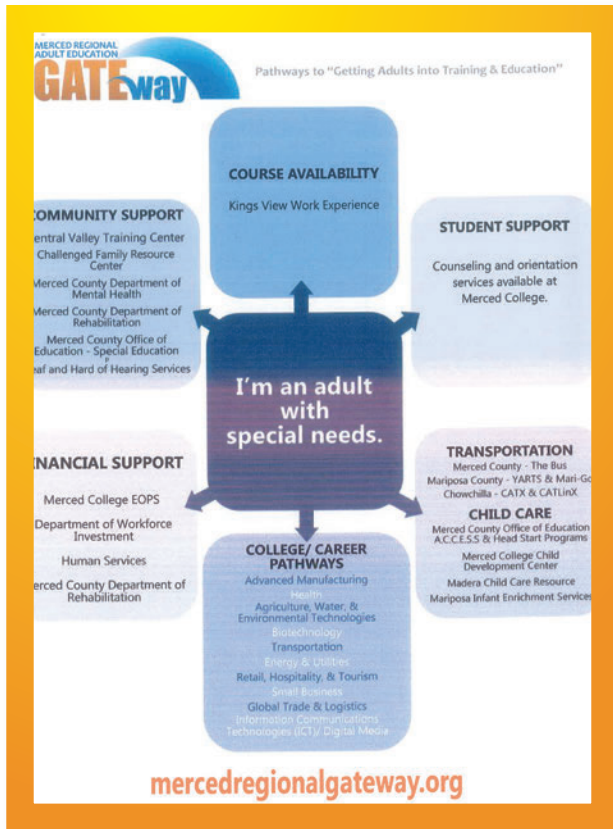 MERCED REGIONAL
ADULT EDUCATION
GATEway
Pathways to "Getting Adults into Training & Education"
COURSE AVAILABILITY
Kings View Work Experience
OMMUNITY SUPPORT
entral Valley Training Center
Challenged Family Resource
Center
Merced County Department of
Mental Health
Merced County Department of
Rehabilitation
Merced County Office of
Education - Special Education
P
eaf and Hard of Hearing Services
STUDENT SUPPORT
Counseling and orientation
services available at
Merced College.
I'm an adult
with
special needs.
INANCIAL SUPPORT
Merced College EOPS
Department of Workforce
Investment
Human Services
erced County Department of
Rehabilitation
TRANSPORTATION
Merced County - The Bus
Mariposa County - YARTS & Mari-Go
Chowchilla - CATX & CATLinX
CHILD CARE
Merced County Office of Education
A.C.C.E.S.S & Head Start Programs
Merced College Child
Development Center
Madera Child Care Resource
Mariposa Infant Enrichment Services
COLLEGE/ CAREER
PATHWAYS
Advanced Manufacturing
Health
Agriculture, Water, &
Environmental Technologies
Biotechnology
Transportation
Energy & Utilities
Retail, Hospitality, & Tourism
Small Business
Global Trade & Logistics
Information Communications
Technologies (ICT)/ Digital Media
mercedregionalgateway.org